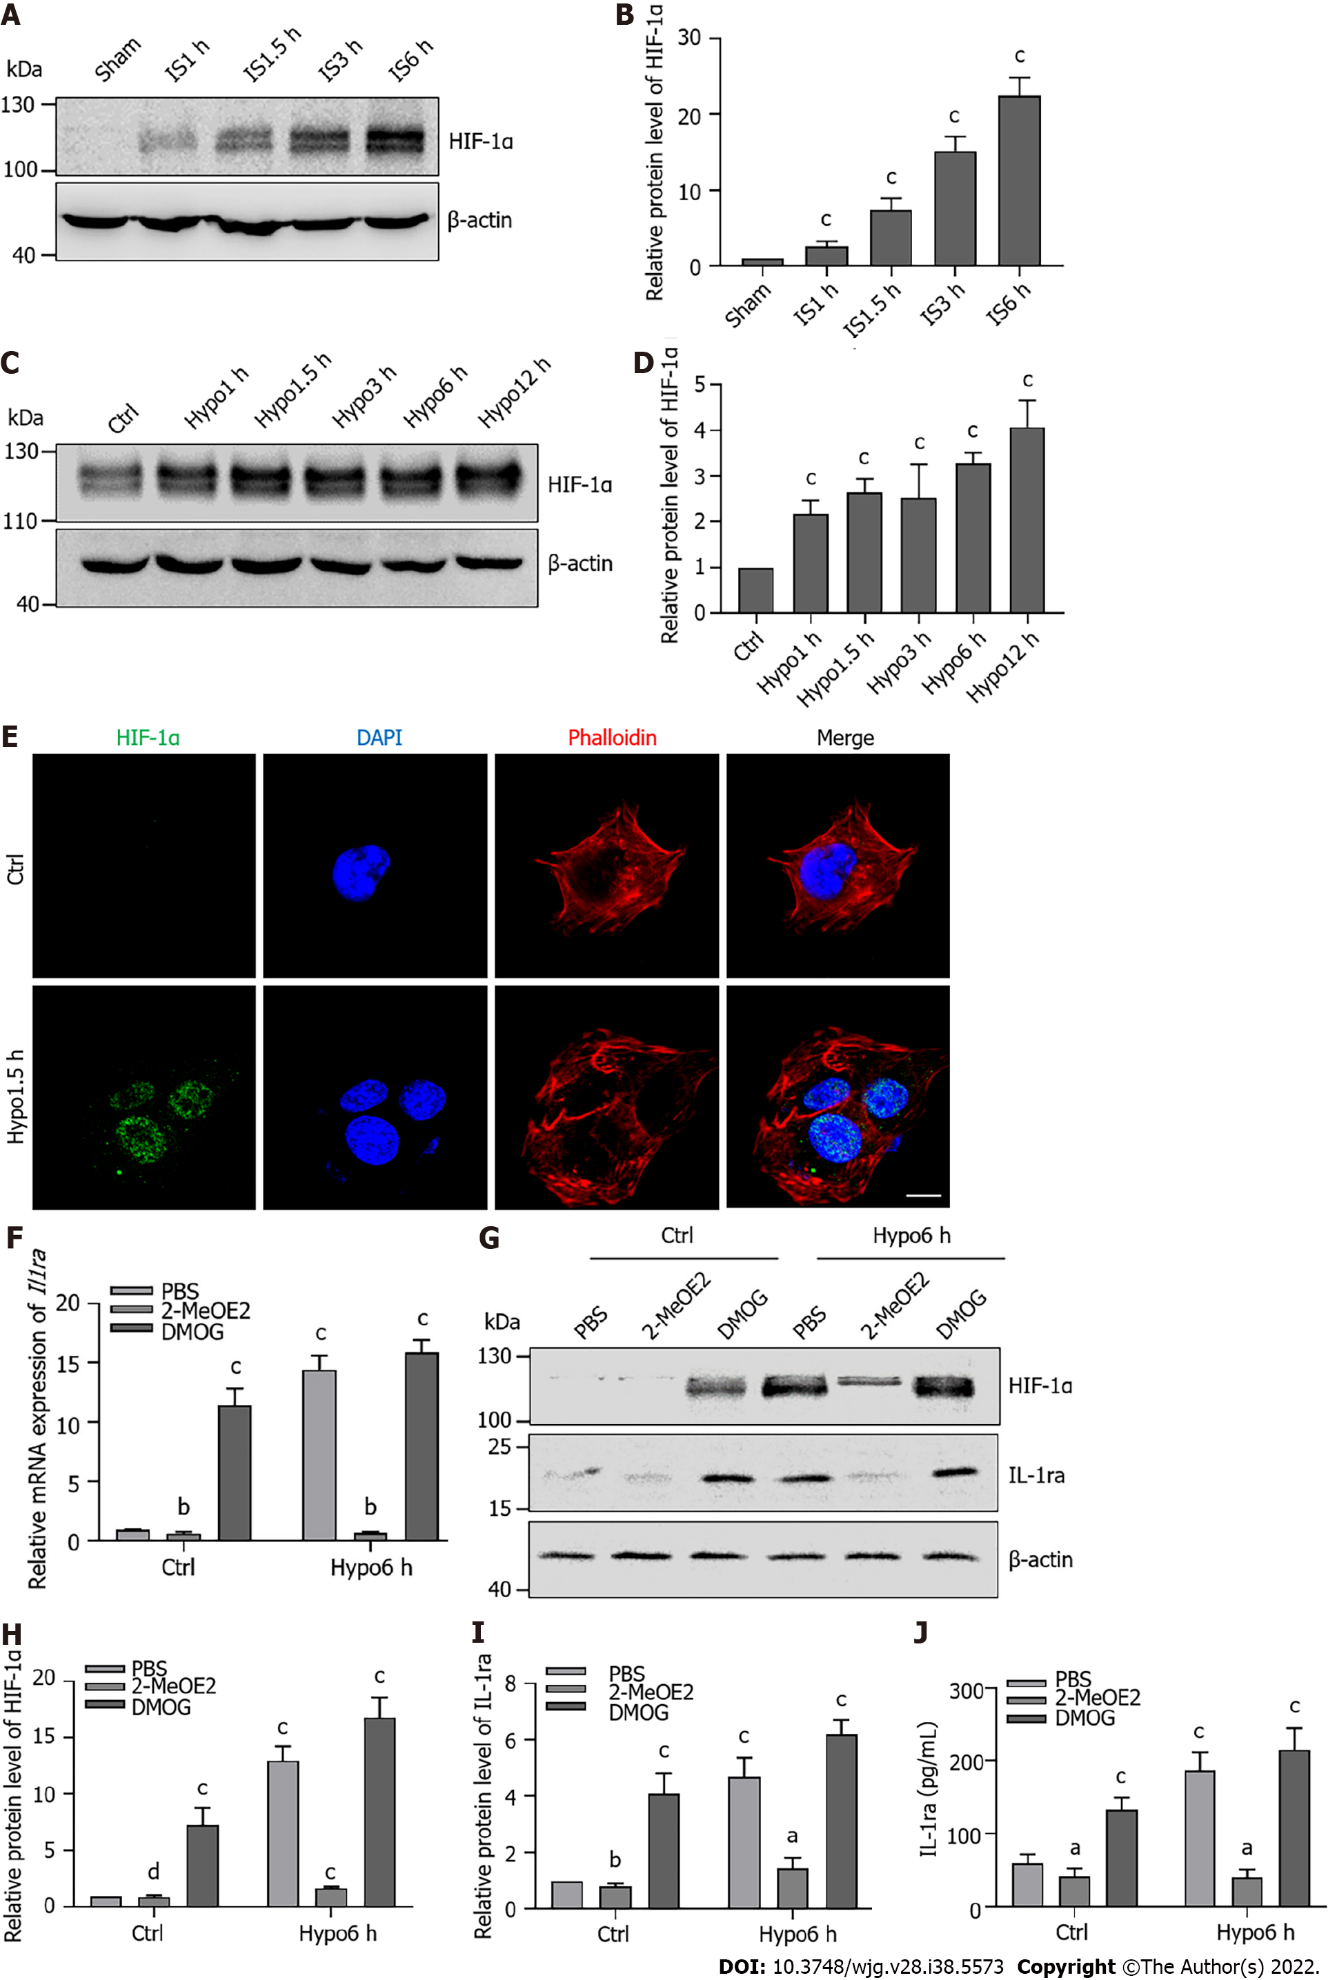 A
kDa
Sham
IS1 h
IS1.5 h
IS3 h
IS6 h
130
HIF-1α
100
β-actin
40
B
Relative protein level of HIF-1α
30
20
10
0
c
c
c
c
Sham
IS1 h
IS1.5 h
IS3 h
IS6 h
C
kDa
Ctrl
Hypo1 h
Hypo1.5 h
Hypo3 h
Hypo6 h
Hypo12 h
130
HIF-1α
110
β-actin
40
D
Relative protein level of HIF-1α
5
4
3
2
1
0
c
c
c
c
c
Ctrl
Hypo1 h
Hypo1.5 h
Hypo3 h
Hypo6 h
Hypo12 h
E
HIF-1α
DAPI
Phalloidin
Merge
Ctrl
Hypo1.5 h
F
Relative mRNA expression of Il1ra
PBS
2-MeOE2
DMOG
20
15
10
5
0
b
c
c
b
c
Ctrl
Hypo6 h
G
Ctrl
Hypo6 h
kDa
PBS
2-MeOE2
DMOG
PBS
2-MeOE2
DMOG
130
HIF-1α
100
25
IL-1ra
15
β-actin
40
H
Relative protein level of HIF-1α
PBS
2-MeOE2
DMOG
20
15
10
5
0
d
c
c
c
c
Ctrl
Hypo6 h
I
Relative protein level of IL-1ra
PBS
2-MeOE2
DMOG
8
6
4
2
0
b
c
c
a
c
Ctrl
Hypo6 h
J
IL-1ra (pg/mL)
PBS
2-MeOE2
DMOG
300
200
100
0
a
c
c
a
c
Ctrl
Hypo6 h
DOI: 10.3748/wjg.v28.i38.5573 Copyright ©The Author(s) 2022.